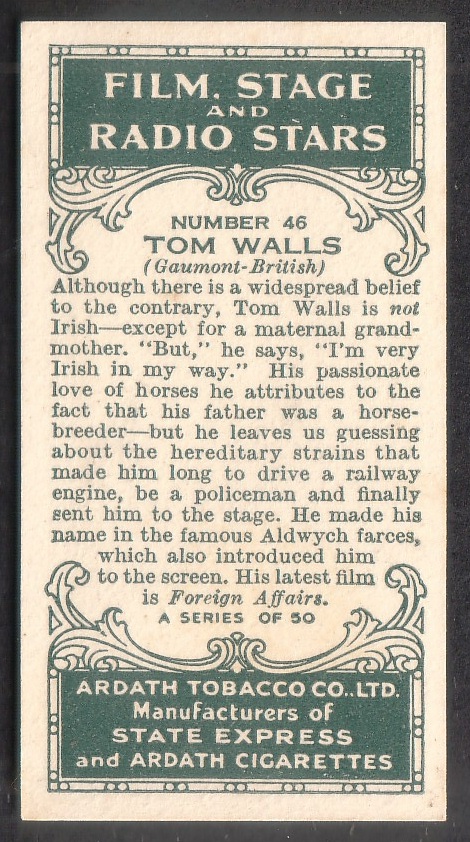 FILM, STAGE
AND
RADIO STARS
NUMBER 46
TOM WALLS
(Gaumont-British)
Although there is a widespread belief
to the contrary, Tom Walls is not
Irish—except for a maternal grand-
mother. "But," he says, "I'm very
Irish in my way." His passionate
love of horses he attributes to the
fact that his father was a horse-
breeder—but he leaves us guessing
about the hereditary strains that
made him long to drive a railway
engine, be a policeman and finally
sent him to the stage. He made his
name in the famous Aldwych farces,
which also introduced him
to the screen. His latest film
is Foreign Affairs.
A SERIES OF 50
ARDATH TOBACCO CO., LTD.
Manufacturers of
STATE EXPRESS
and ARDATH CIGARETTES